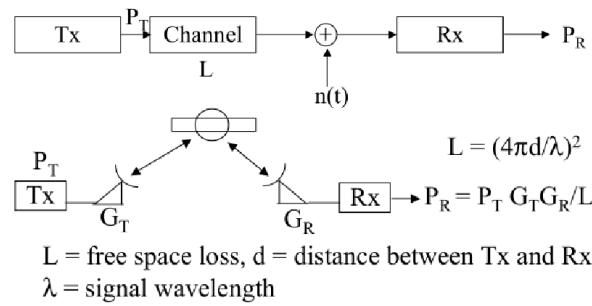 P_T
Tx Channel + Rx P_R
L
n(t)
L = (4πd/λ)²
P_T
Tx Rx P_R = P_T G_TG_R/L
G_T G_R
L = free space loss, d = distance between Tx and Rx
λ = signal wavelength